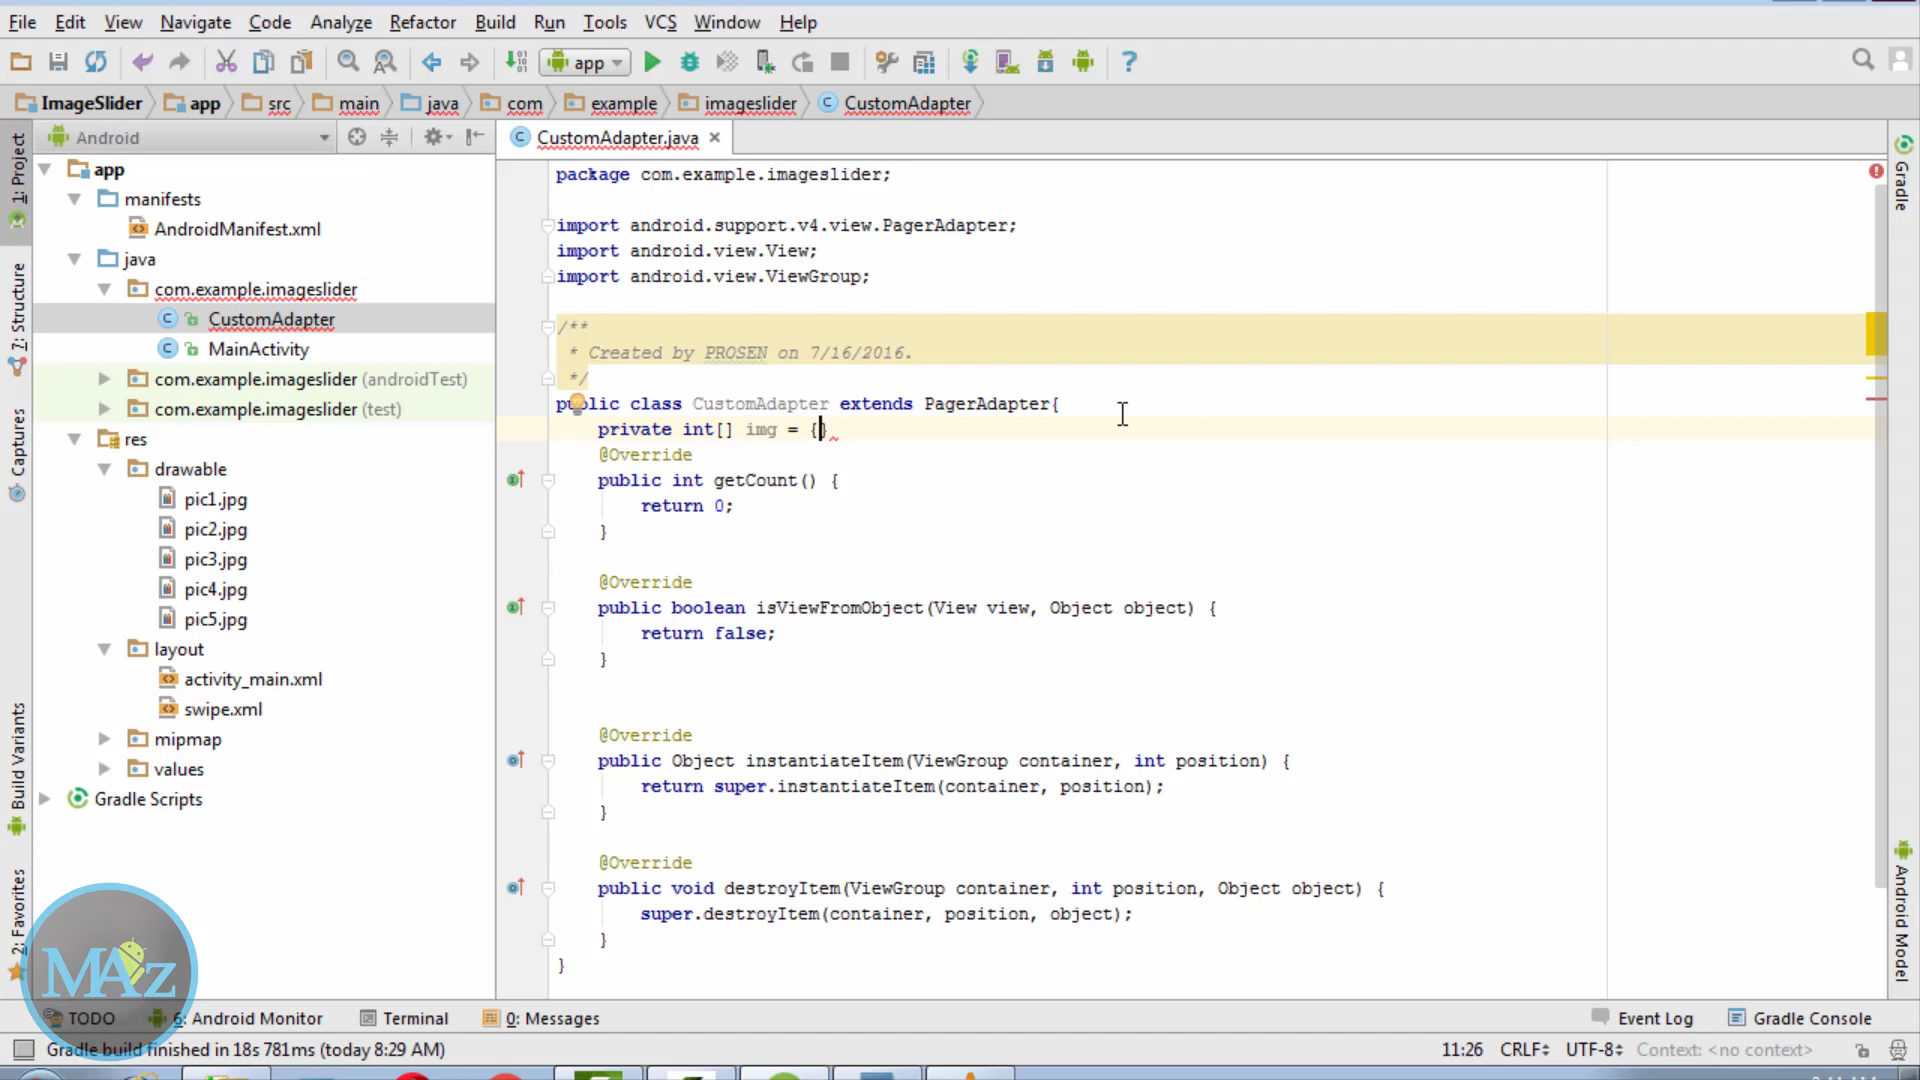 File Edit View Navigate Code Analyze Refactor Build Run Tools VCS Window Help
app
ImageSlider app src main java com example imageslider CustomAdapter
Android
CustomAdapter.java
1: Project
7: Structure
Captures
Build Variants
2: Favorites
app
manifests
AndroidManifest.xml
java
com.example.imageslider
CustomAdapter
MainActivity
com.example.imageslider (androidTest)
com.example.imageslider (test)
res
drawable
pic1.jpg
pic2.jpg
pic3.jpg
pic4.jpg
pic5.jpg
layout
activity_main.xml
swipe.xml
mipmap
values
Gradle Scripts
package com.example.imageslider;
import android.support.v4.view.PagerAdapter;
import android.view.View;
import android.view.ViewGroup;
/**
* Created by PROSEN on 7/16/2016.
*/
public class CustomAdapter extends PagerAdapter{
private int[] img = {}
@Override
public int getCount() {
return 0;
}
@Override
public boolean isViewFromObject(View view, Object object) {
return false;
}
@Override
public Object instantiateItem(ViewGroup container, int position) {
return super.instantiateItem(container, position);
}
@Override
public void destroyItem(ViewGroup container, int position, Object object) {
super.destroyItem(container, position, object);
}
}
Gradle
Android Model
MAz
TODO 6: Android Monitor Terminal 0: Messages Event Log Gradle Console
Gradle build finished in 18s 781ms (today 8:29 AM) 11:26 CRLF UTF-8 Context: <no context>